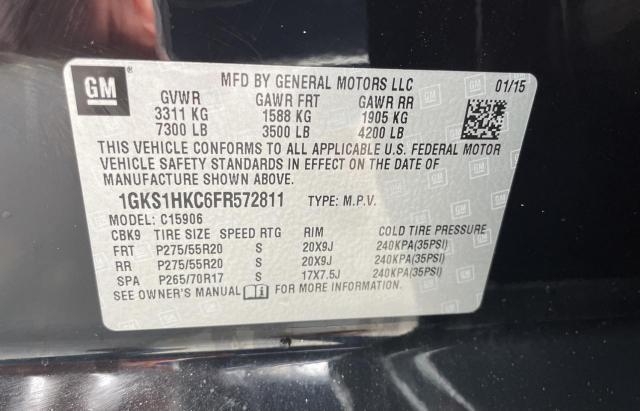 GM ®
MFD BY GENERAL MOTORS LLC 01/15
GVWR GAWR FRT GAWR RR
3311 KG 1588 KG 1905 KG
7300 LB 3500 LB 4200 LB
THIS VEHICLE CONFORMS TO ALL APPLICABLE U.S. FEDERAL MOTOR
VEHICLE SAFETY STANDARDS IN EFFECT ON THE DATE OF
MANUFACTURE SHOWN ABOVE.
1GKS1HKC6FR572811 TYPE: M.P.V.
MODEL: C15906
CBK9 TIRE SIZE SPEED RTG RIM COLD TIRE PRESSURE
FRT P275/55R20 S 20X9J 240KPA(35PSI)
RR P275/55R20 S 20X9J 240KPA(35PSI)
SPA P265/70R17 S 17X7.5J 240KPA(35PSI)
SEE OWNER'S MANUAL FOR MORE INFORMATION.